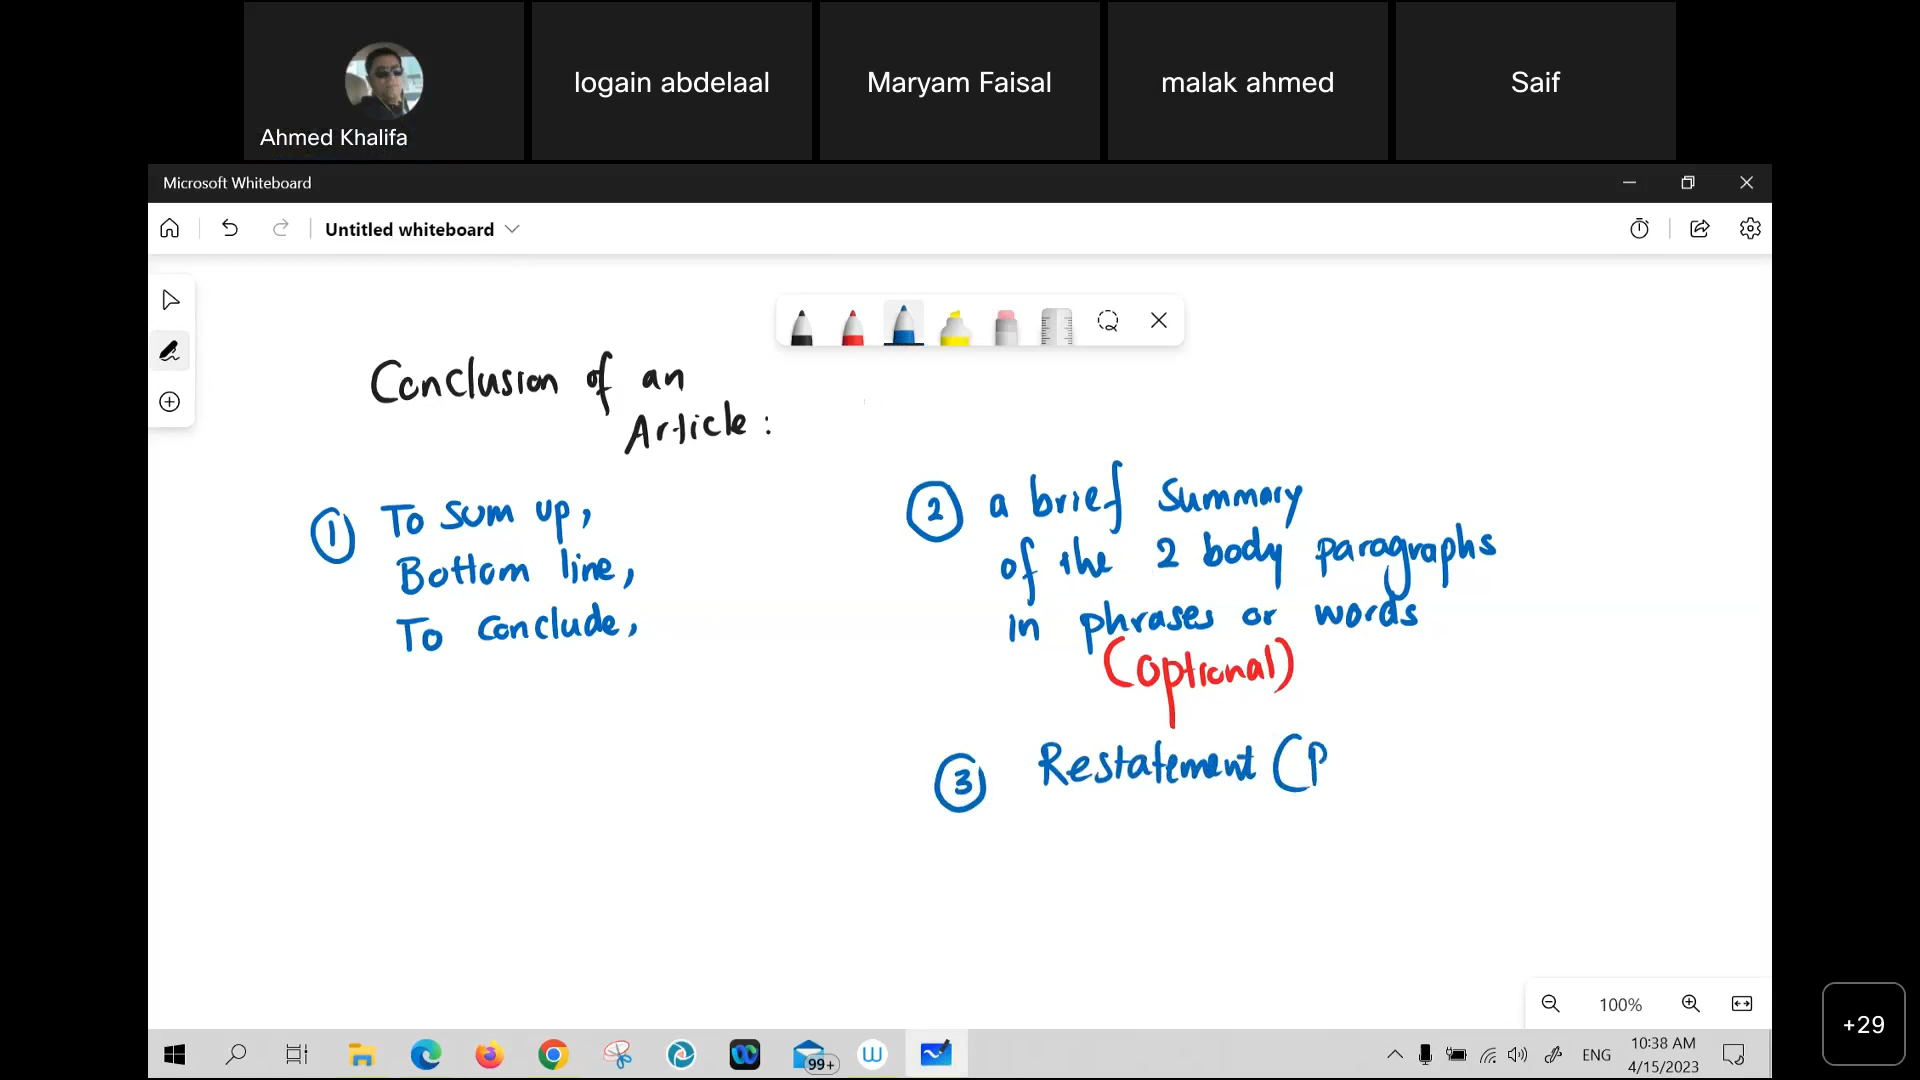 logain abdelaal
Maryam Faisal
malak ahmed
Saif
Ahmed Khalifa
Microsoft Whiteboard
Untitled whiteboard
Conclusion of an
Article :
1 To sum up,
Bottom line,
To conclude,
2 a brief summary
of the 2 body paragraphs
in phrases or words
(optional)
3 Restatement (P
100%
+29
99+
ENG
10:38 AM
4/15/2023